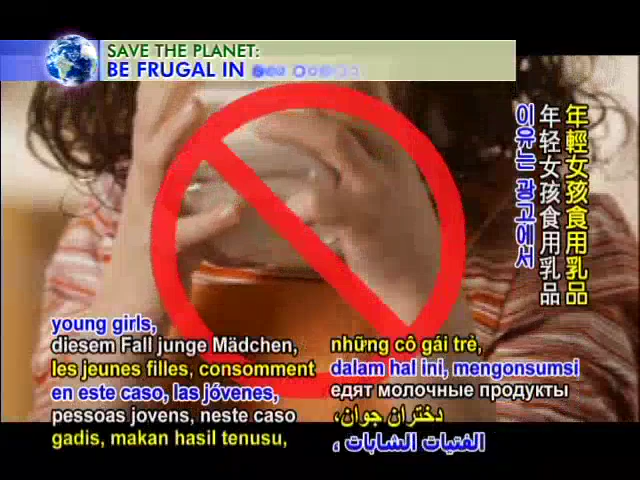 SAVE THE PLANET:
BE FRUGAL IN
年輕女孩食用乳品
年轻女孩食用乳品
이유는 광고에서
young girls,
diesem Fall junge Mädchen,
les jeunes filles, consomment
en este caso, las jóvenes,
pessoas jovens, neste caso
gadis, makan hasil tenusu,
những cô gái trẻ,
dalam hal ini, mengonsumsi
едят молочные продукты
دختران جوان،
الفتيات الشابات ،